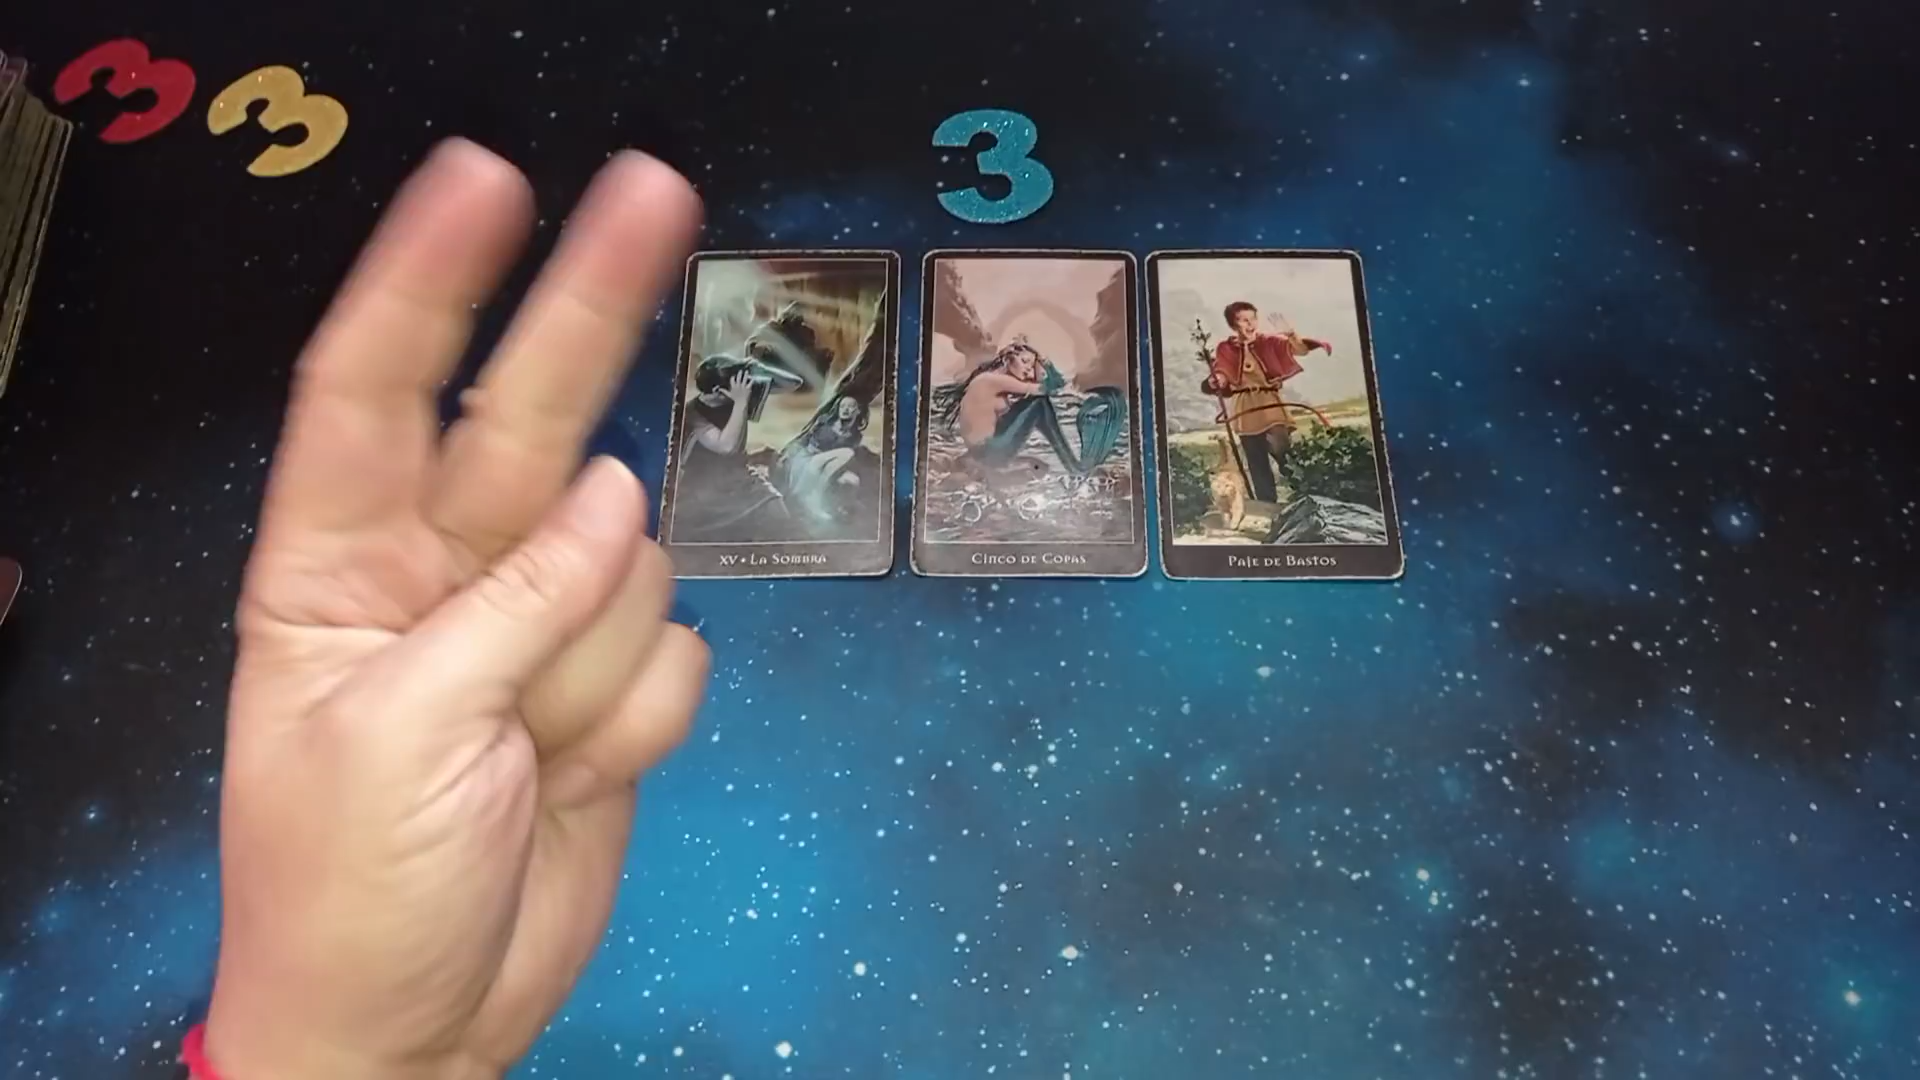 3 3
3
XV • La Sombra
Cinco de Copas
Paje de Bastos